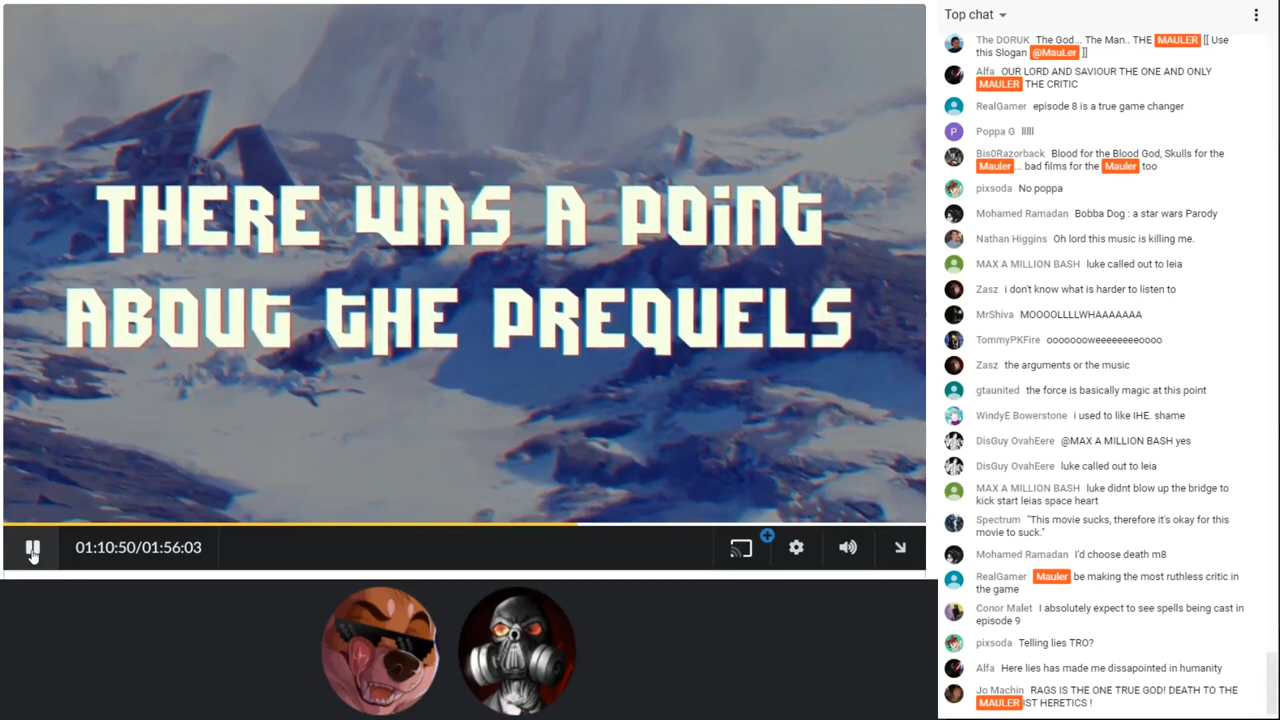 THERE WAS A POiNt
ABOUt tHE PREQUELS
01:10:50/01:56:03
Top chat
The DORUK The God... The Man.. THE MAULER [[ Use
this Slogan @MauLer ]]
Alfa OUR LORD AND SAVIOUR THE ONE AND ONLY
MAULER THE CRITIC
RealGamer episode 8 is a true game changer
P
Poppa G lllll
Bis0Razorback Blood for the Blood God, Skulls for the
Mauler ... bad films for the Mauler too
pixsoda No poppa
Mohamed Ramadan Bobba Dog : a star wars Parody
Nathan Higgins Oh lord this music is killing me.
MAX A MILLION BASH luke called out to leia
Zasz i don't know what is harder to listen to
MrShiva MOOOOLLLLWHAAAAAAA
TommyPKFire oooooooweeeeeeeeoooo
Zasz the arguments or the music
gtaunited the force is basically magic at this point
WindyE Bowerstone i used to like IHE. shame
DisGuy OvahEere @MAX A MILLION BASH yes
DisGuy OvahEere luke called out to leia
MAX A MILLION BASH luke didnt blow up the bridge to
kick start leias space heart
Spectrum "This movie sucks, therefore it's okay for this
movie to suck."
Mohamed Ramadan I'd choose death m8
RealGamer Mauler be making the most ruthless critic in
the game
Conor Malet I absolutely expect to see spells being cast in
episode 9
pixsoda Telling lies TRO?
Alfa Here lies has made me dissapointed in humanity
Jo Machin RAGS IS THE ONE TRUE GOD! DEATH TO THE
MAULER IST HERETICS !